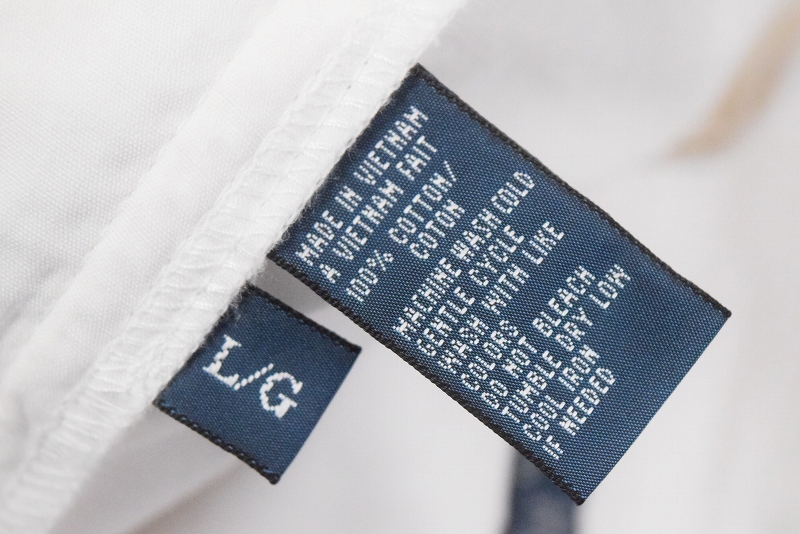 MADE IN VIETNAM
A VIETNAM FAIT
100% COTTON/
COTON
MACHINE WASH COLD
GENTLE CYCLE
WASH WITH LIKE
COLORS
DO NOT BLEACH
TUMBLE DRY LOW
COOL IRON
IF NEEDED
L/G